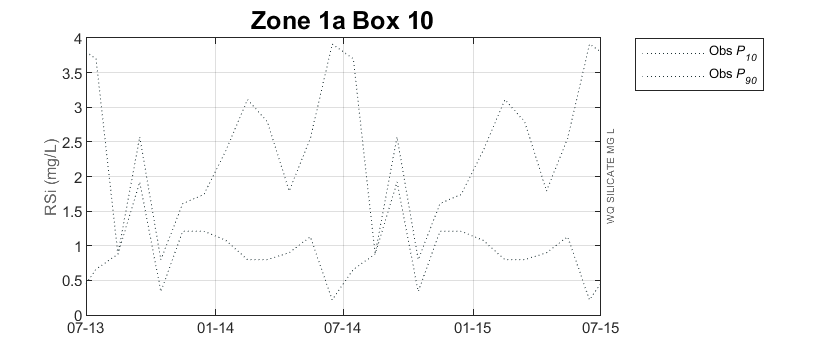 Zone 1a Box 10
4
3.5
3
2.5
2
1.5
1
0.5
0
RSi (mg/L)
07-13 01-14 07-14 01-15 07-15
WQ SILICATE MG L
Obs P10
Obs P90